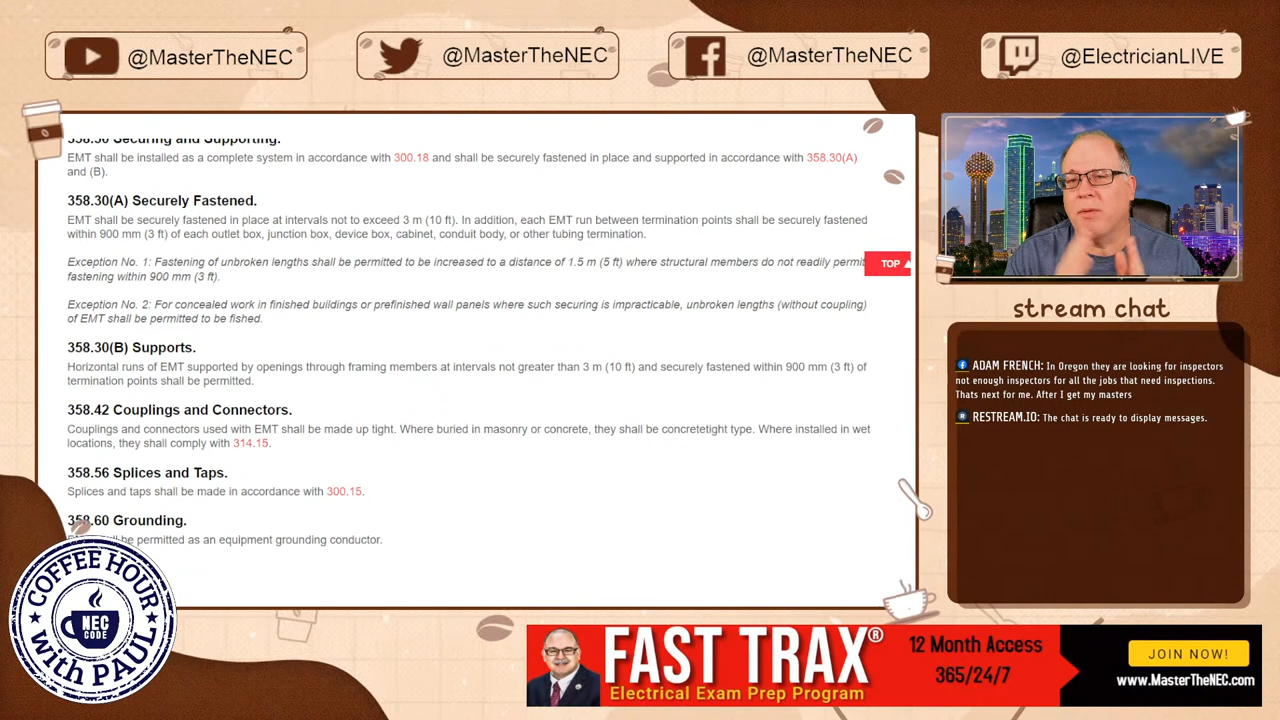 @MasterTheNEC
@MasterTheNEC
@MasterTheNEC
@ElectricianLIVE
358.30 Securing and Supporting.
EMT shall be installed as a complete system in accordance with 300.18 and shall be securely fastened in place and supported in accordance with 358.30(A)
and (B).
358.30(A) Securely Fastened.
EMT shall be securely fastened in place at intervals not to exceed 3 m (10 ft). In addition, each EMT run between termination points shall be securely fastened
within 900 mm (3 ft) of each outlet box, junction box, device box, cabinet, conduit body, or other tubing termination.
Exception No. 1: Fastening of unbroken lengths shall be permitted to be increased to a distance of 1.5 m (5 ft) where structural members do not readily permit
fastening within 900 mm (3 ft).
TOP
Exception No. 2: For concealed work in finished buildings or prefinished wall panels where such securing is impracticable, unbroken lengths (without coupling)
of EMT shall be permitted to be fished.
358.30(B) Supports.
Horizontal runs of EMT supported by openings through framing members at intervals not greater than 3 m (10 ft) and securely fastened within 900 mm (3 ft) of
termination points shall be permitted.
358.42 Couplings and Connectors.
Couplings and connectors used with EMT shall be made up tight. Where buried in masonry or concrete, they shall be concretetight type. Where installed in wet
locations, they shall comply with 314.15.
358.56 Splices and Taps.
Splices and taps shall be made in accordance with 300.15.
358.60 Grounding.
be permitted as an equipment grounding conductor.
stream chat
ADAM FRENCH: In Oregon they are looking for inspectors
not enough inspectors for all the jobs that need inspections.
Thats next for me. After I get my masters
RESTREAM.IO: The chat is ready to display messages.
COFFEE HOUR
NEC
CODE
with PAUL
FAST TRAX®
Electrical Exam Prep Program
12 Month Access
365/24/7
JOIN NOW!
www.MasterTheNEC.com